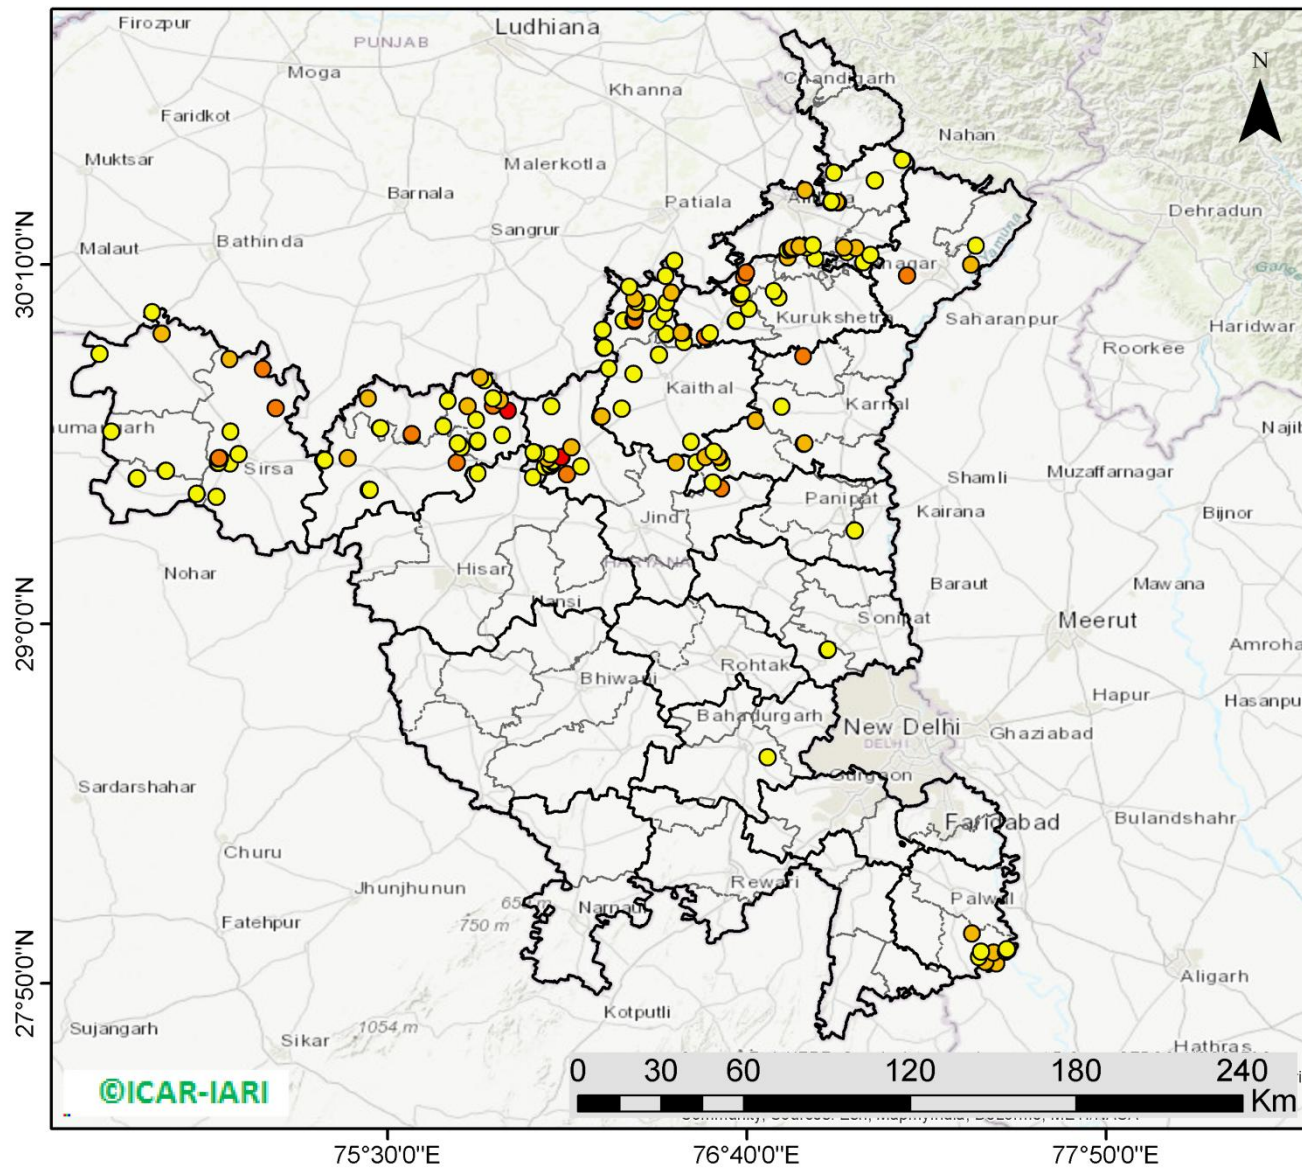 Firozpur
Ludhiana
PUNJAB
Moga
Khanna
Chandigarh
N
Faridkot
Nahan
Muktsar
Malerkotla
Barnala
Patiala
Dehradun
Sangrur
Malaut
Bathinda
Yamuna
30°10'0"N
Kurukshetra
Saharanpur
Haridwar
Roorkee
Kaithal
Karnal
Sirsa
Shamli
Muzaffarnagar
Panipat
Kairana
Bijnor
Jind
HARYANA
Nohar
Hisar
Baraut
Mawana
Hansi
29°0'0"N
Sonipat
Meerut
Rohtak
Bhiwani
Hapur
Bahadurgarh
New Delhi
DELHI
Ghaziabad
Gurgaon
Sardarshahar
Faridabad
Bulandshahr
Churu
Jhunjhunun
Rewari
Palwal
Narnaul
Fatehpur
750 m
27°50'0"N
Aligarh
Kotputli
Sujangarh
1054 m
Sikar
Hathras
©ICAR-IARI
0 30 60 120 180 240
Km
75°30'0"E 76°40'0"E 77°50'0"E